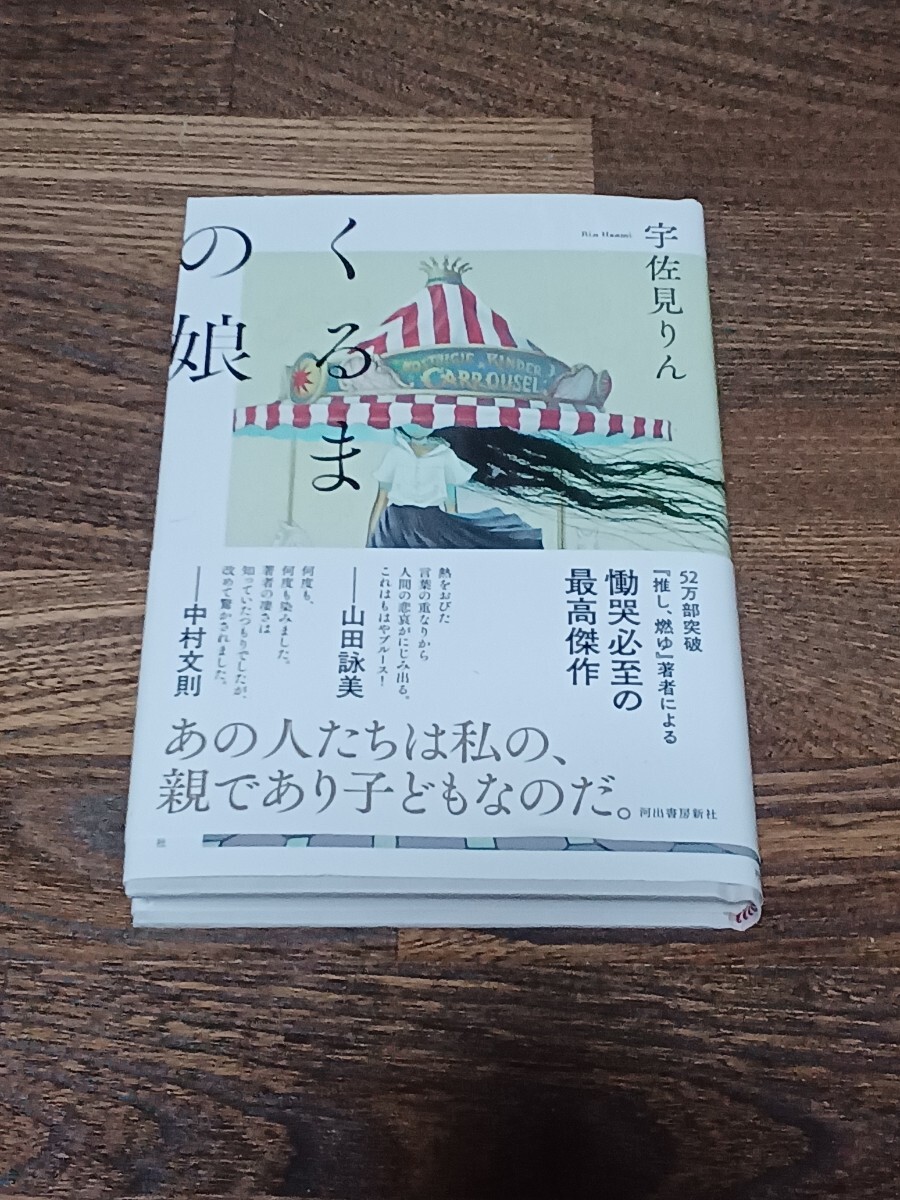 くるま
の娘
宇佐見りん
Rin Usami
NOSTALGIE & KINDER
CARROUSEL
52万部突破
『推し、燃ゆ』著者による
慟哭必至の
最高傑作
熱をおびた
言葉の重なりから
人間の悲哀がにじみ出る。
これはもはやブルース！
――山田詠美
何度も、
何度も染みました。
著者の凄さは
知っていたつもりでしたが、
改めて驚かされました。
――中村文則
あの人たちは私の、
親であり子どもなのだ。
河出書房新社